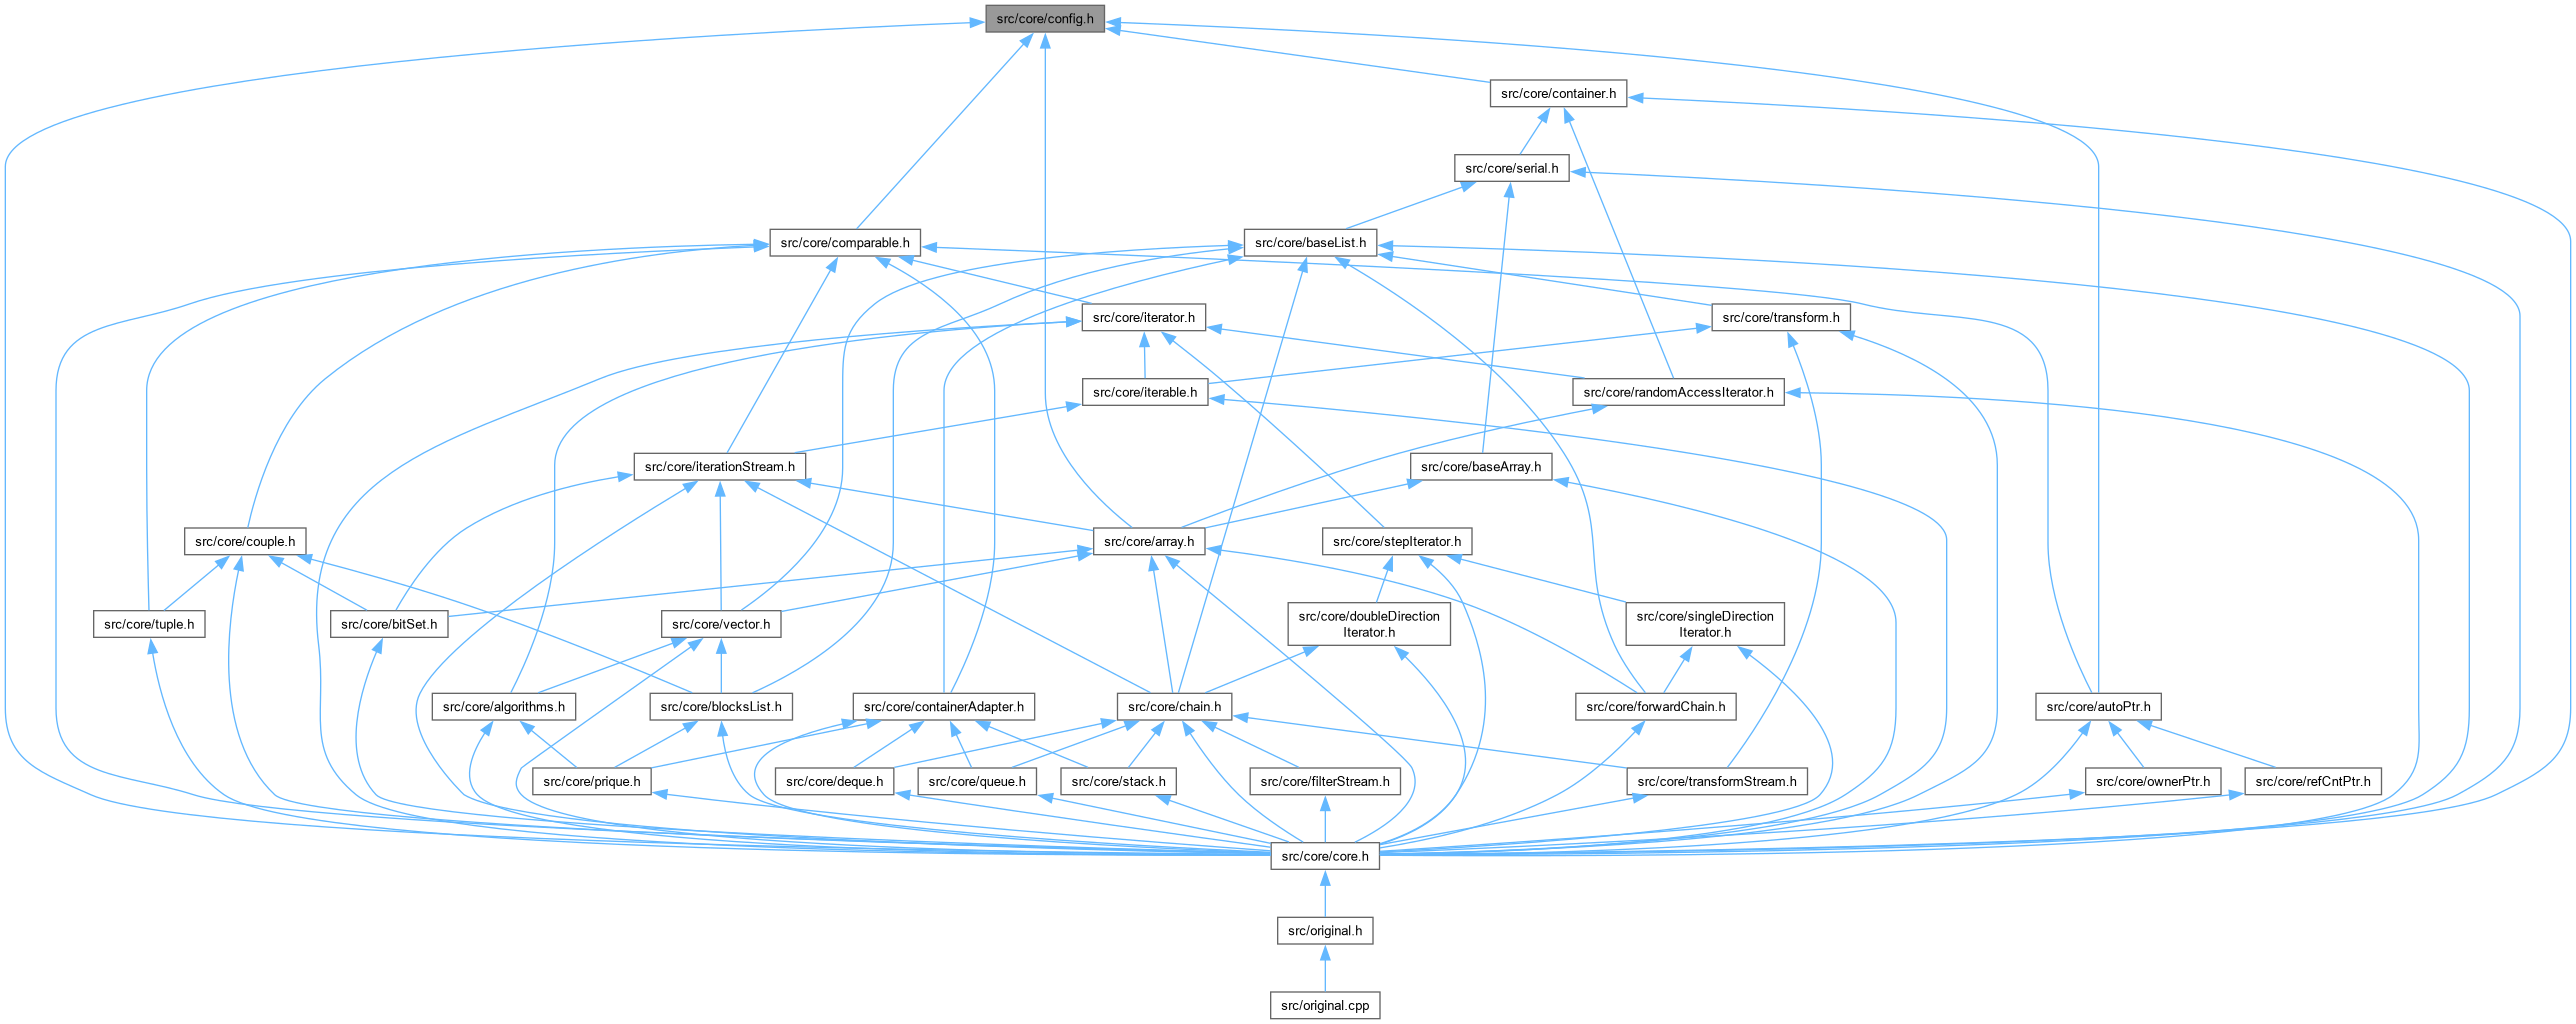 src/core/config.h
src/core/container.h
src/core/serial.h
src/core/comparable.h
src/core/baseList.h
src/core/iterator.h
src/core/transform.h
src/core/iterable.h
src/core/randomAccessIterator.h
src/core/iterationStream.h
src/core/baseArray.h
src/core/couple.h
src/core/array.h
src/core/stepIterator.h
src/core/tuple.h
src/core/bitSet.h
src/core/vector.h
src/core/doubleDirection
Iterator.h
src/core/singleDirection
Iterator.h
src/core/algorithms.h
src/core/blocksList.h
src/core/containerAdapter.h
src/core/chain.h
src/core/forwardChain.h
src/core/autoPtr.h
src/core/prique.h
src/core/deque.h
src/core/queue.h
src/core/stack.h
src/core/filterStream.h
src/core/transformStream.h
src/core/ownerPtr.h
src/core/refCntPtr.h
src/core/core.h
src/original.h
src/original.cpp